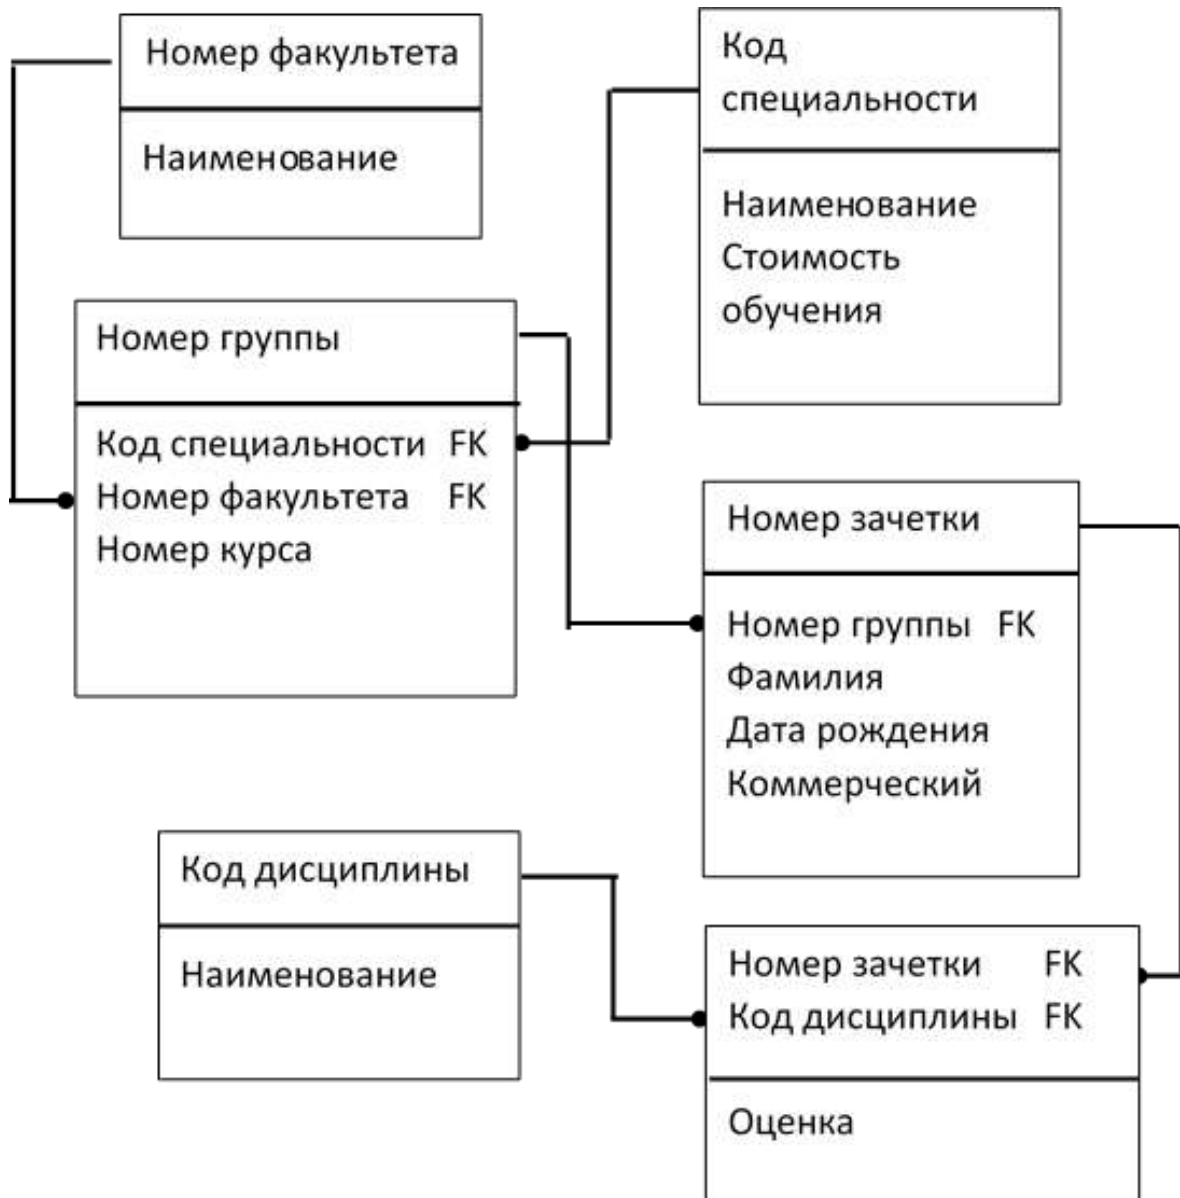 Номер факультета
Наименование
Код
специальности
Наименование
Стоимость
обучения
Номер группы
Код специальности FK
Номер факультета FK
Номер курса
Номер зачетки
Номер группы FK
Фамилия
Дата рождения
Коммерческий
Код дисциплины
Наименование
Номер зачетки FK
Код дисциплины FK
Оценка